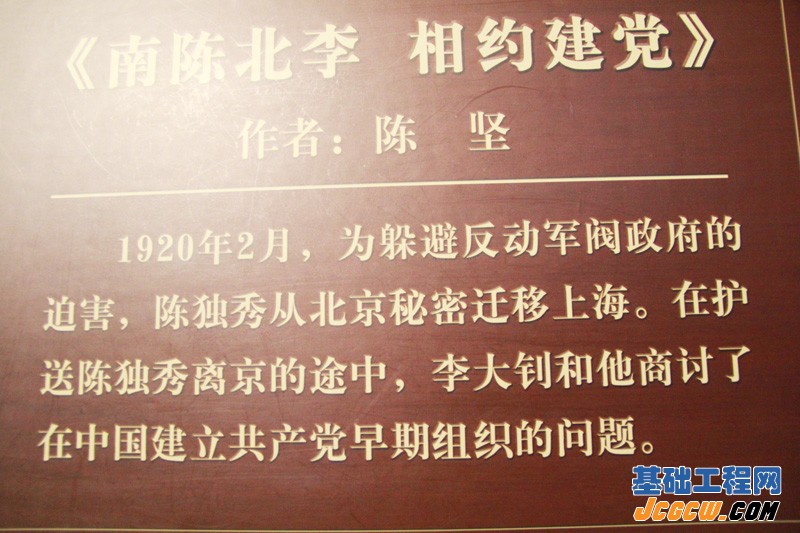 《南陈北李 相约建党》
作者：陈 坚
1920年2月，为躲避反动军阀政府的
迫害，陈独秀从北京秘密迁移上海。在护
送陈独秀离京的途中，李大钊和他商讨了
在中国建立共产党早期组织的问题。
基础工程网
JCGCW.COM